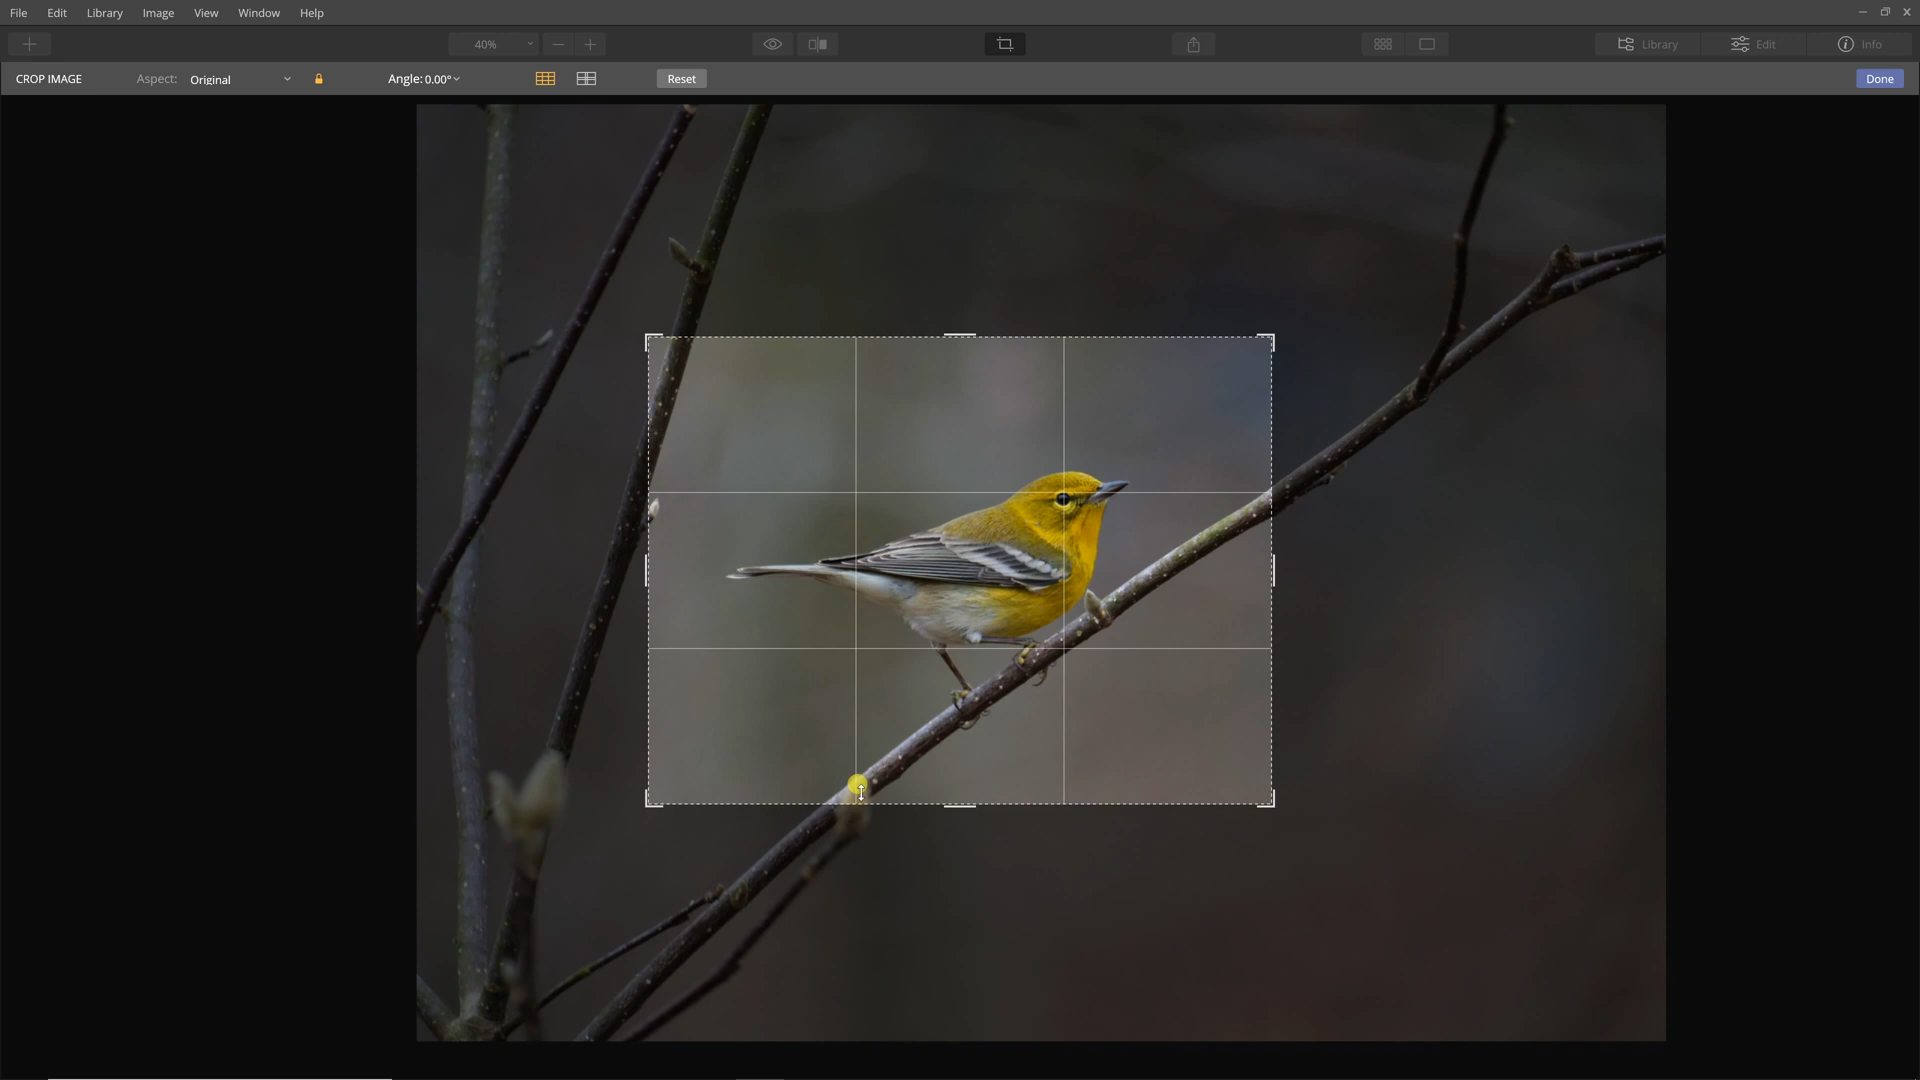 File Edit Library Image View Window Help
40% Library Edit Info
CROP IMAGE Aspect: Original Angle: 0.00° Reset Done